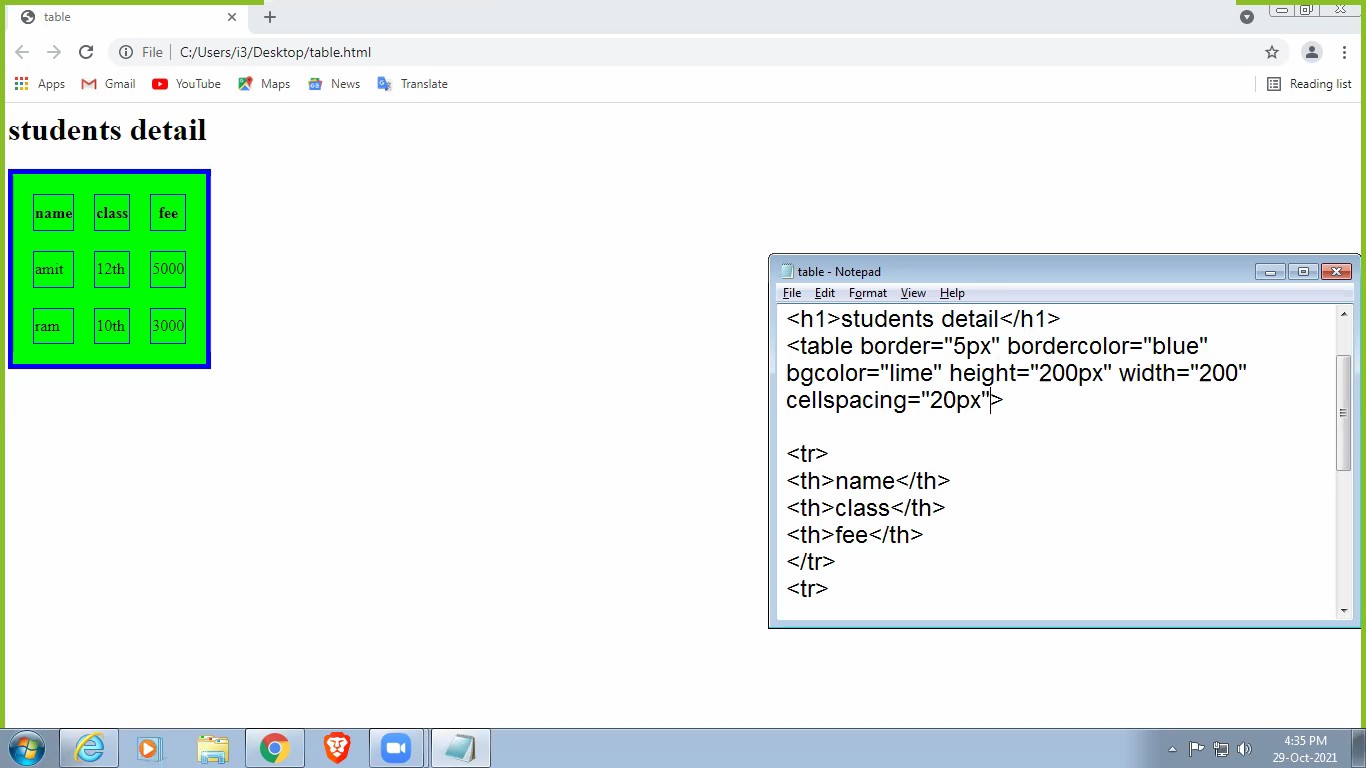 table
File
C:/Users/i3/Desktop/table.html
Apps
Gmail
YouTube
Maps
News
Translate
Reading list
students detail
name class fee
amit 12th 5000
ram 10th 3000
table - Notepad
File Edit Format View Help
<h1>students detail</h1>
<table border="5px" bordercolor="blue"
bgcolor="lime" height="200px" width="200"
cellspacing="20px">
<tr>
<th>name</th>
<th>class</th>
<th>fee</th>
</tr>
<tr>
4:35 PM
29-Oct-2021